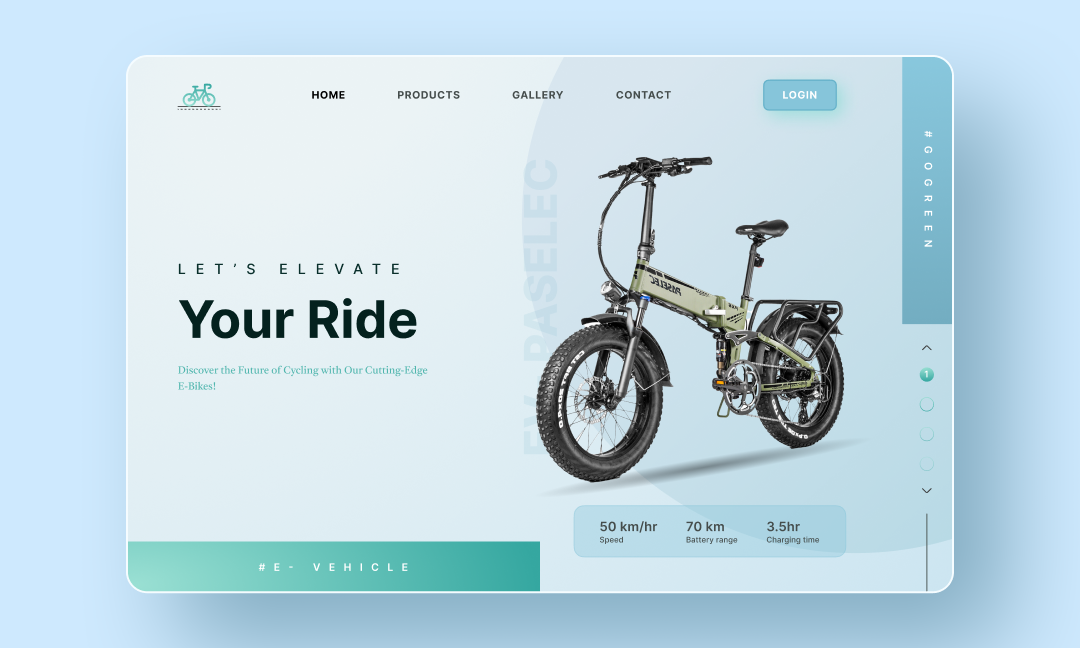 HOME
PRODUCTS
GALLERY
CONTACT
LOGIN
#GOGREEN
LET'S ELEVATE
Your Ride
Discover the Future of Cycling with Our Cutting-Edge
E-Bikes!
EV PASELEC
PASELEC
1
50 km/hr
70 km
3.5hr
Speed
Battery range
Charging time
#E- VEHICLE